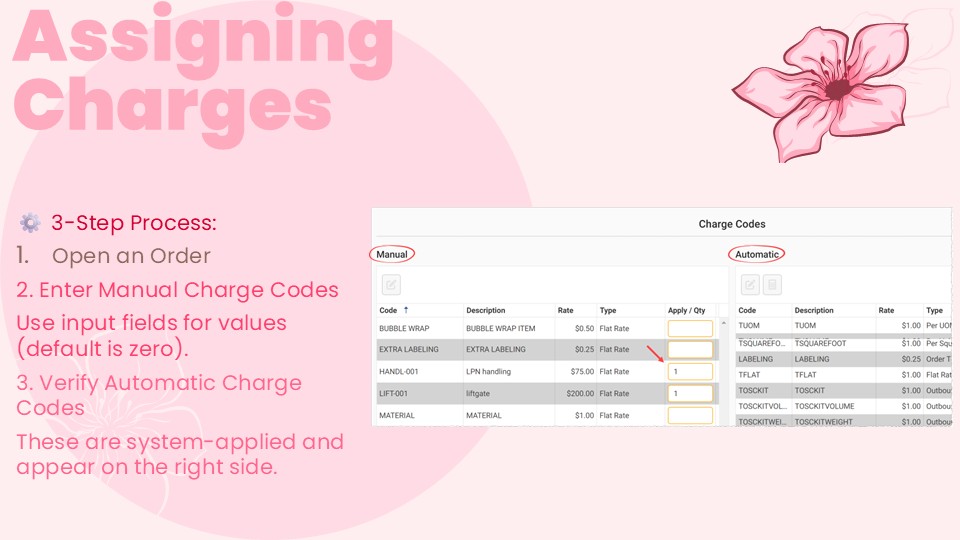 Assigning
Charges
3-Step Process:
1. Open an Order
2. Enter Manual Charge Codes
Use input fields for values
(default is zero).
3. Verify Automatic Charge
Codes
These are system-applied and
appear on the right side.
Charge Codes
Manual
Code ↑ Description Rate Type Apply / Qty
BUBBLE WRAP BUBBLE WRAP ITEM $0.50 Flat Rate
EXTRA LABELING EXTRA LABELING $0.25 Flat Rate
HANDL-001 LPN handling $75.00 Flat Rate 1
LIFT-001 liftgate $200.00 Flat Rate 1
MATERIAL MATERIAL $1.00 Flat Rate
Automatic
Code Description Rate Type
TUOM TUOM $1.00 Per UOM
TSQUAREFO... TSQUAREFOOT $1.00 Per Squ
LABELING LABELING $0.25 Order T
TFLAT TFLAT $1.00 Flat Rat
TOSCKIT TOSCKIT $1.00 Outbou
TOSCKITVOL... TOSCKITVOLUME $1.00 Outbou
TOSCKITWEI... TOSCKITWEIGHT $1.00 Outbou